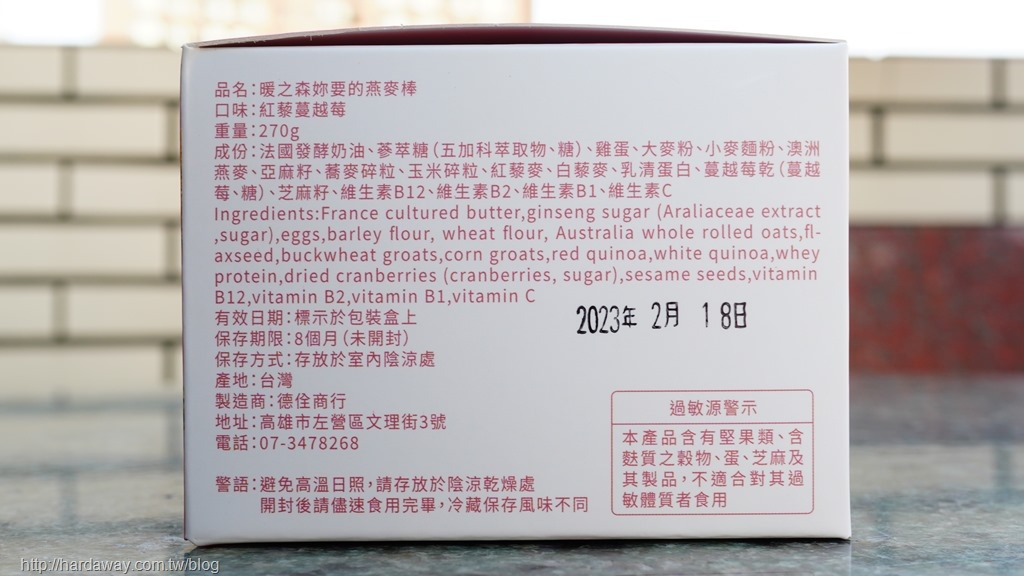 品名：暖之森妳要的燕麥棒
口味：紅藜蔓越莓
重量：270g
成份：法國發酵奶油、蔘萃糖（五加科萃取物、糖）、雞蛋、大麥粉、小麥麵粉、澳洲
燕麥、亞麻籽、蕎麥碎粒、玉米碎粒、紅藜麥、白藜麥、乳清蛋白、蔓越莓乾（蔓越
莓、糖）、芝麻籽、維生素B12、維生素B2、維生素B1、維生素C
Ingredients:France cultured butter,ginseng sugar (Araliaceae extract
,sugar),eggs,barley flour, wheat flour, Australia whole rolled oats,fl-
axseed,buckwheat groats,corn groats,red quinoa,white quinoa,whey
protein,dried cranberries (cranberries, sugar),sesame seeds,vitamin
B12,vitamin B2,vitamin B1,vitamin C
有效日期：標示於包裝盒上
2023年 2月 18日
保存期限：8個月（未開封）
保存方式：存放於室內陰涼處
產地：台灣
製造商：德佺商行
地址：高雄市左營區文理街3號
電話：07-3478268
警語：避免高溫日照，請存放於陰涼乾燥處
開封後請儘速食用完畢，冷藏保存風味不同
過敏源警示
本產品含有堅果類、含
麩質之穀物、蛋、芝麻及
其製品，不適合對其過
敏體質者食用
http://hardaway.com.tw/blog